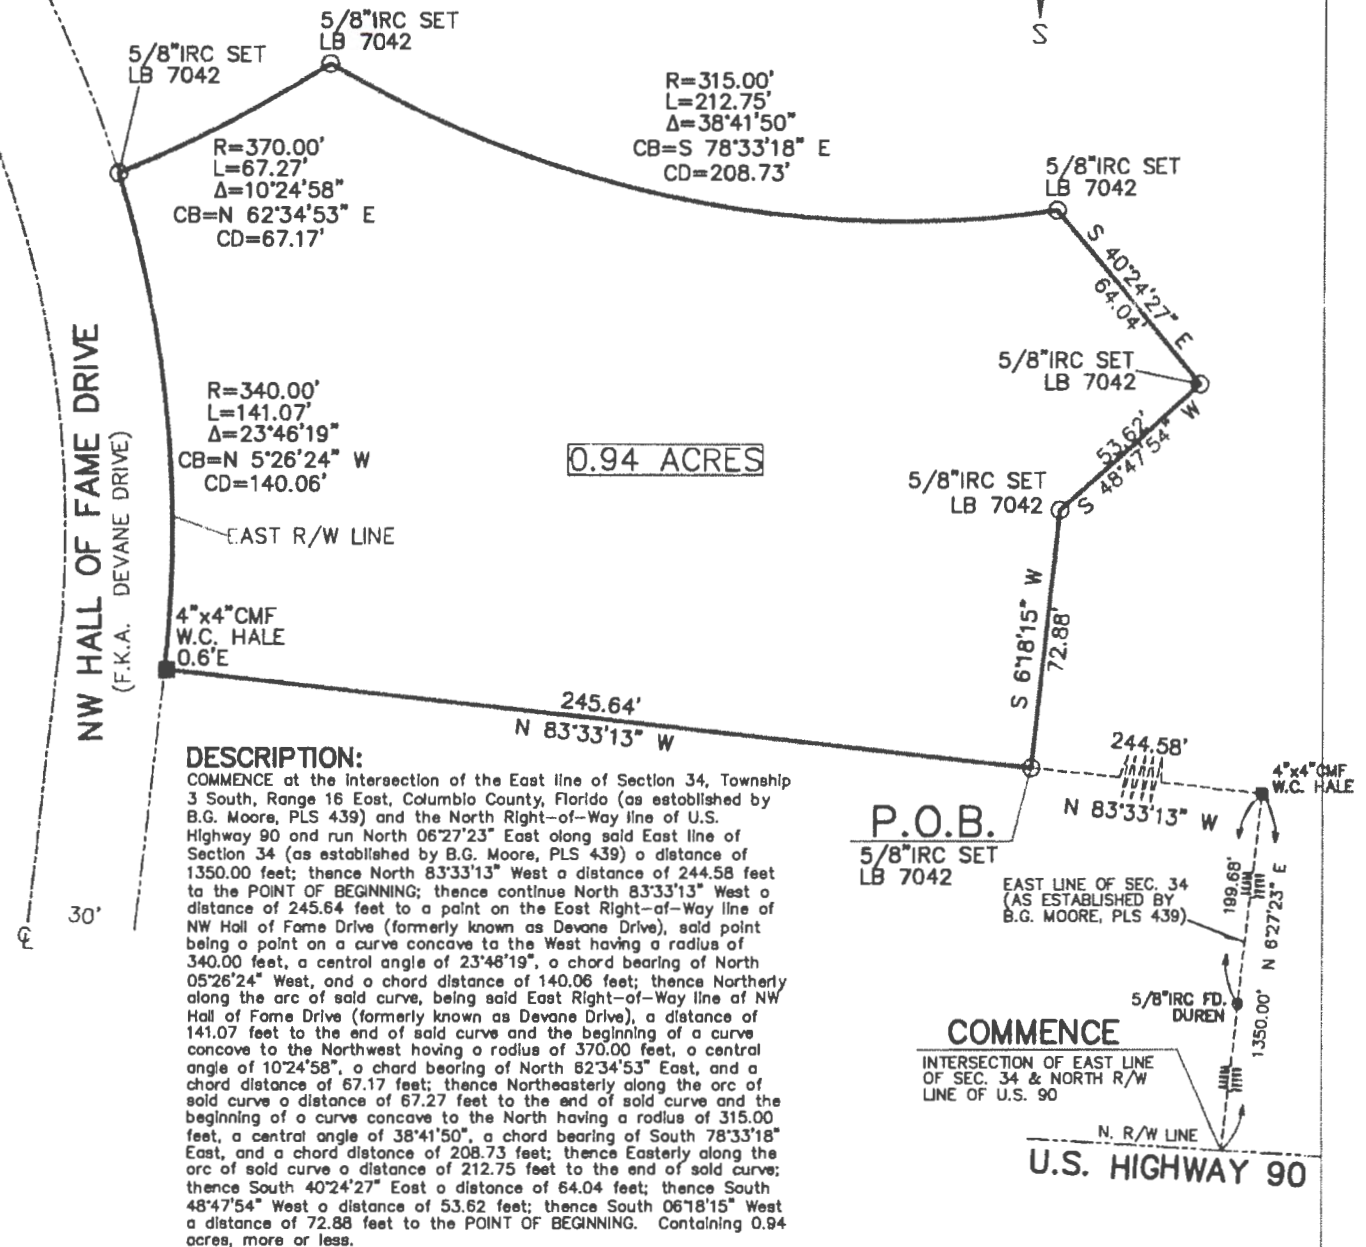 S
5/8"IRC SET
LB 7042
5/8"IRC SET
LB 7042
R=315.00'
L=212.75'
Δ=38°41'50"
CB=S 78°33'18" E
CD=208.73'
R=370.00'
L=67.27'
Δ=10°24'58"
CB=N 62°34'53" E
CD=67.17'
5/8"IRC SET
LB 7042
S 40°24'27" E
64.04'
5/8"IRC SET
LB 7042
53.62'
S 48°47'54" W
5/8"IRC SET
LB 7042
R=340.00'
L=141.07'
Δ=23°46'19"
CB=N 5°26'24" W
CD=140.06'
0.94 ACRES
EAST R/W LINE
NW HALL OF FAME DRIVE
(F.K.A. DEVANE DRIVE)
4"x4"CMF
W.C. HALE
0.6'E
S 6°18'15" W
72.88'
245.64'
N 83°33'13" W
244.58'
N 83°33'13" W
4"x4"CMF
W.C. HALE
P.O.B.
5/8"IRC SET
LB 7042
EAST LINE OF SEC. 34
(AS ESTABLISHED BY
B.G. MOORE, PLS 439)
199.68'
N 6°27'23" E
1350.00'
5/8"IRC FD.
DUREN
COMMENCE
INTERSECTION OF EAST LINE
OF SEC. 34 & NORTH R/W
LINE OF U.S. 90
N. R/W LINE
U.S. HIGHWAY 90
30'
℄
DESCRIPTION:
COMMENCE at the intersection of the East line of Section 34, Township
3 South, Range 16 East, Columbia County, Florida (as established by
B.G. Moore, PLS 439) and the North Right-of-Way line of U.S.
Highway 90 and run North 06°27'23" East along said East line of
Section 34 (as established by B.G. Moore, PLS 439) a distance of
1350.00 feet; thence North 83°33'13" West a distance of 244.58 feet
to the POINT OF BEGINNING; thence continue North 83°33'13" West a
distance of 245.64 feet to a point on the East Right-of-Way line of
NW Hall of Fame Drive (formerly known as Devane Drive), said point
being a point on a curve concave to the West having a radius of
340.00 feet, a central angle of 23°46'19", a chord bearing of North
05°26'24" West, and a chord distance of 140.06 feet; thence Northerly
along the arc of said curve, being said East Right-of-Way line of NW
Hall of Fame Drive (formerly known as Devane Drive), a distance of
141.07 feet to the end of said curve and the beginning of a curve
concave to the Northwest having a radius of 370.00 feet, a central
angle of 10°24'58", a chord bearing of North 62°34'53" East, and a
chord distance of 67.17 feet; thence Northeasterly along the arc of
said curve a distance of 67.27 feet to the end of said curve and the
beginning of a curve concave to the North having a radius of 315.00
feet, a central angle of 38°41'50", a chord bearing of South 78°33'18"
East, and a chord distance of 208.73 feet; thence Easterly along the
arc of said curve a distance of 212.75 feet to the end of said curve;
thence South 40°24'27" East a distance of 64.04 feet; thence South
48°47'54" West a distance of 53.62 feet; thence South 06°18'15" West
a distance of 72.88 feet to the POINT OF BEGINNING. Containing 0.94
acres, more or less.